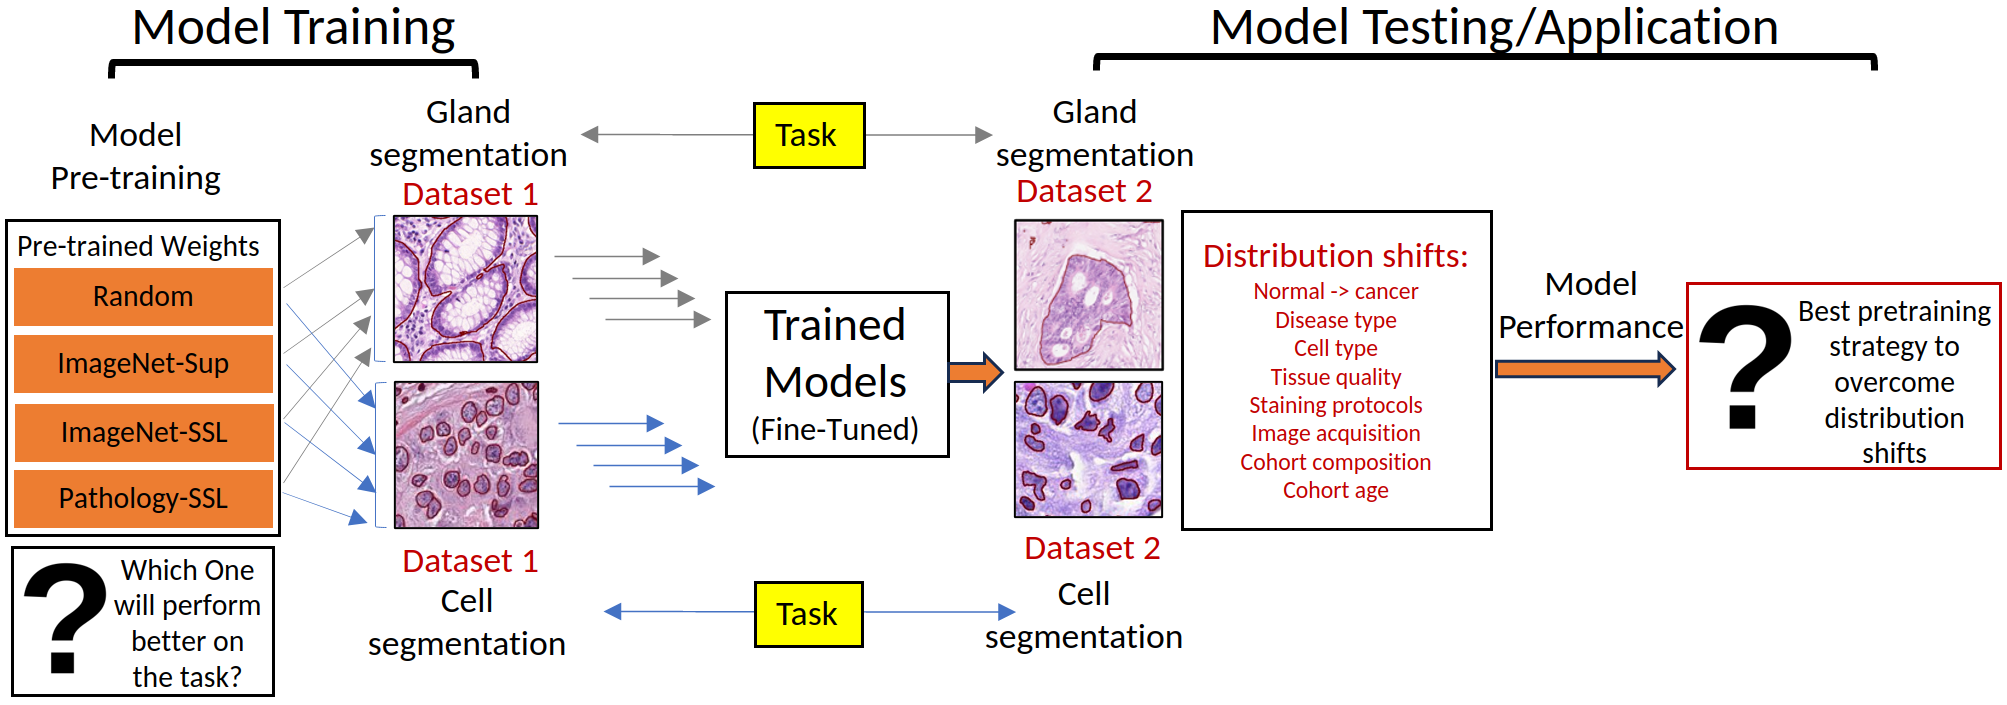 Model Training
Model Testing/Application
Model
Pre-training
Gland
segmentation
Dataset 1
Task
Gland
segmentation
Dataset 2
Pre-trained Weights
Random
ImageNet-Sup
ImageNet-SSL
Pathology-SSL
Which One
will perform
better on
the task?
?
Dataset 1
Cell
segmentation
Trained
Models
(Fine-Tuned)
Task
Dataset 2
Cell
segmentation
Distribution shifts:
Normal -> cancer
Disease type
Cell type
Tissue quality
Staining protocols
Image acquisition
Cohort composition
Cohort age
Model
Performance
?
Best pretraining
strategy to
overcome
distribution
shifts